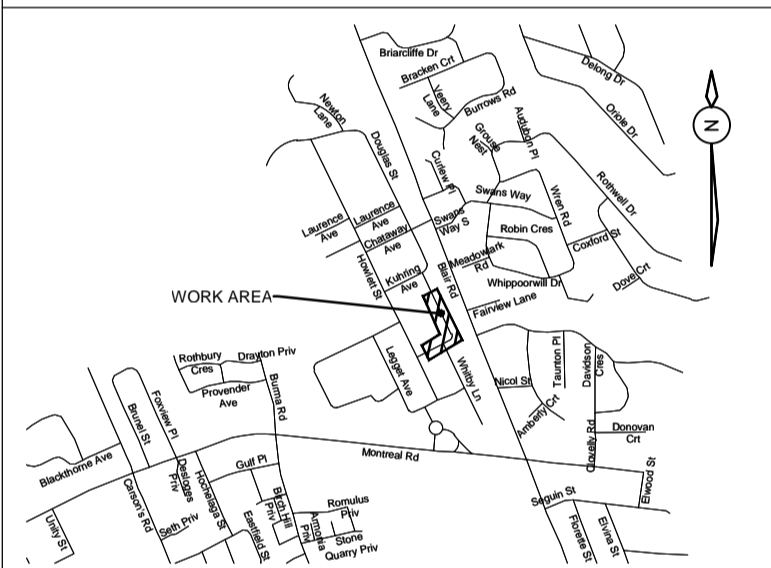 Briarcliffe Dr
Bracken Crt
Delong Dr
Veery
Lane
Burrows Rd
Newton
Lane
Oriole Dr
Audubon Pl
Grouse
Nest
Douglas St
Curlew Pl
Rothwell Dr
Swans Way
Wren Rd
Laurence
Ave
Laurence
Ave
Swans
Way S
Robin Cres
Chataway
Ave
Coxford St
Meadowlark
Rd
Howlett St
Kuhring
Ave
Blair Rd
Dove Crt
Whippoorwill Dr
WORK AREA
Fairview Lane
N
Rothbury
Cres
Drayton Priv
Provender
Ave
Burma Rd
Legget Ave
Whitby Ln
Nicol St
Taunton Pl
Davidson
Cres
Amberly Crt
Foxview Pl
Brunel St
Clovelly Rd
Donovan
Crt
Montreal Rd
Blackthorne Ave
Desloges
Priv
Gulf Pl
Hochelaga St
Elwood St
Carson's Rd
Birch Hill
Priv
Seguin St
Romulus
Priv
Seth Priv
Eastfield St
Armonia
Priv
Stone
Quarry Priv
Unity St
Florette St
Elvina St